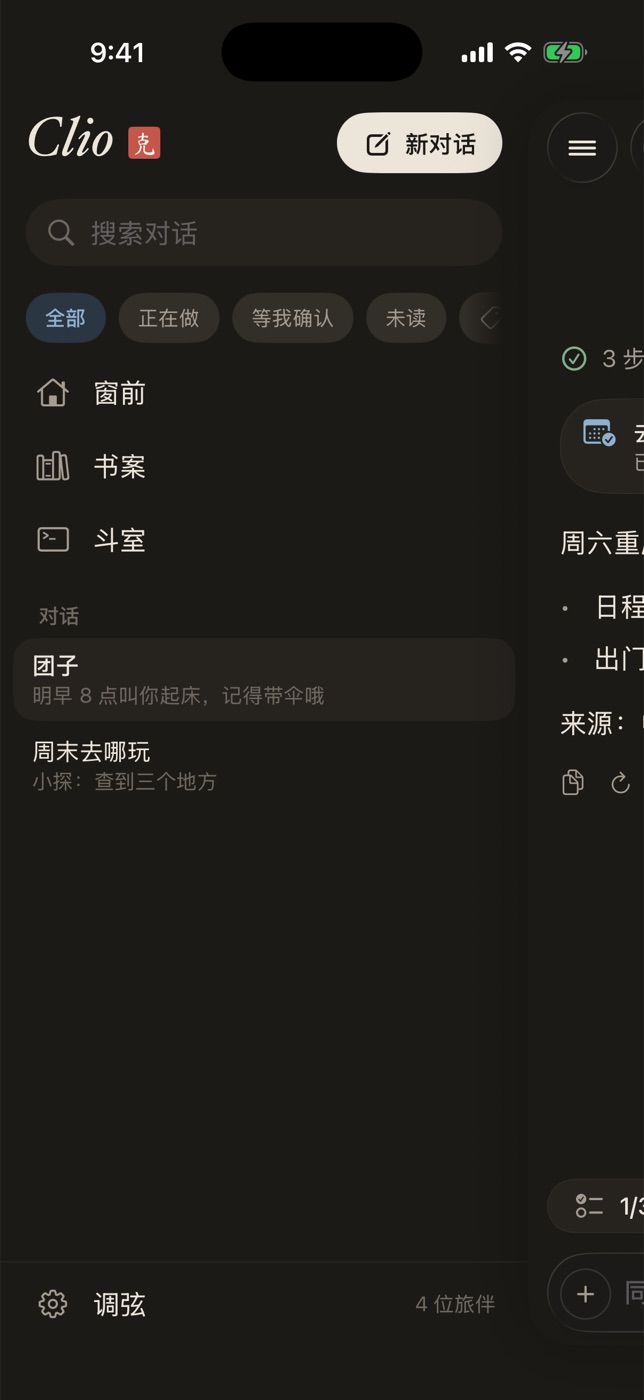 9:41
Clio 克
新对话
搜索对话
全部
正在做
等我确认
未读
窗前
书案
斗室
对话
团子
明早 8 点叫你起床，记得带伞哦
周末去哪玩
小探：查到三个地方
调弦
4 位旅伴
3 步
周六重
• 日程
• 出门
来源：
1/3